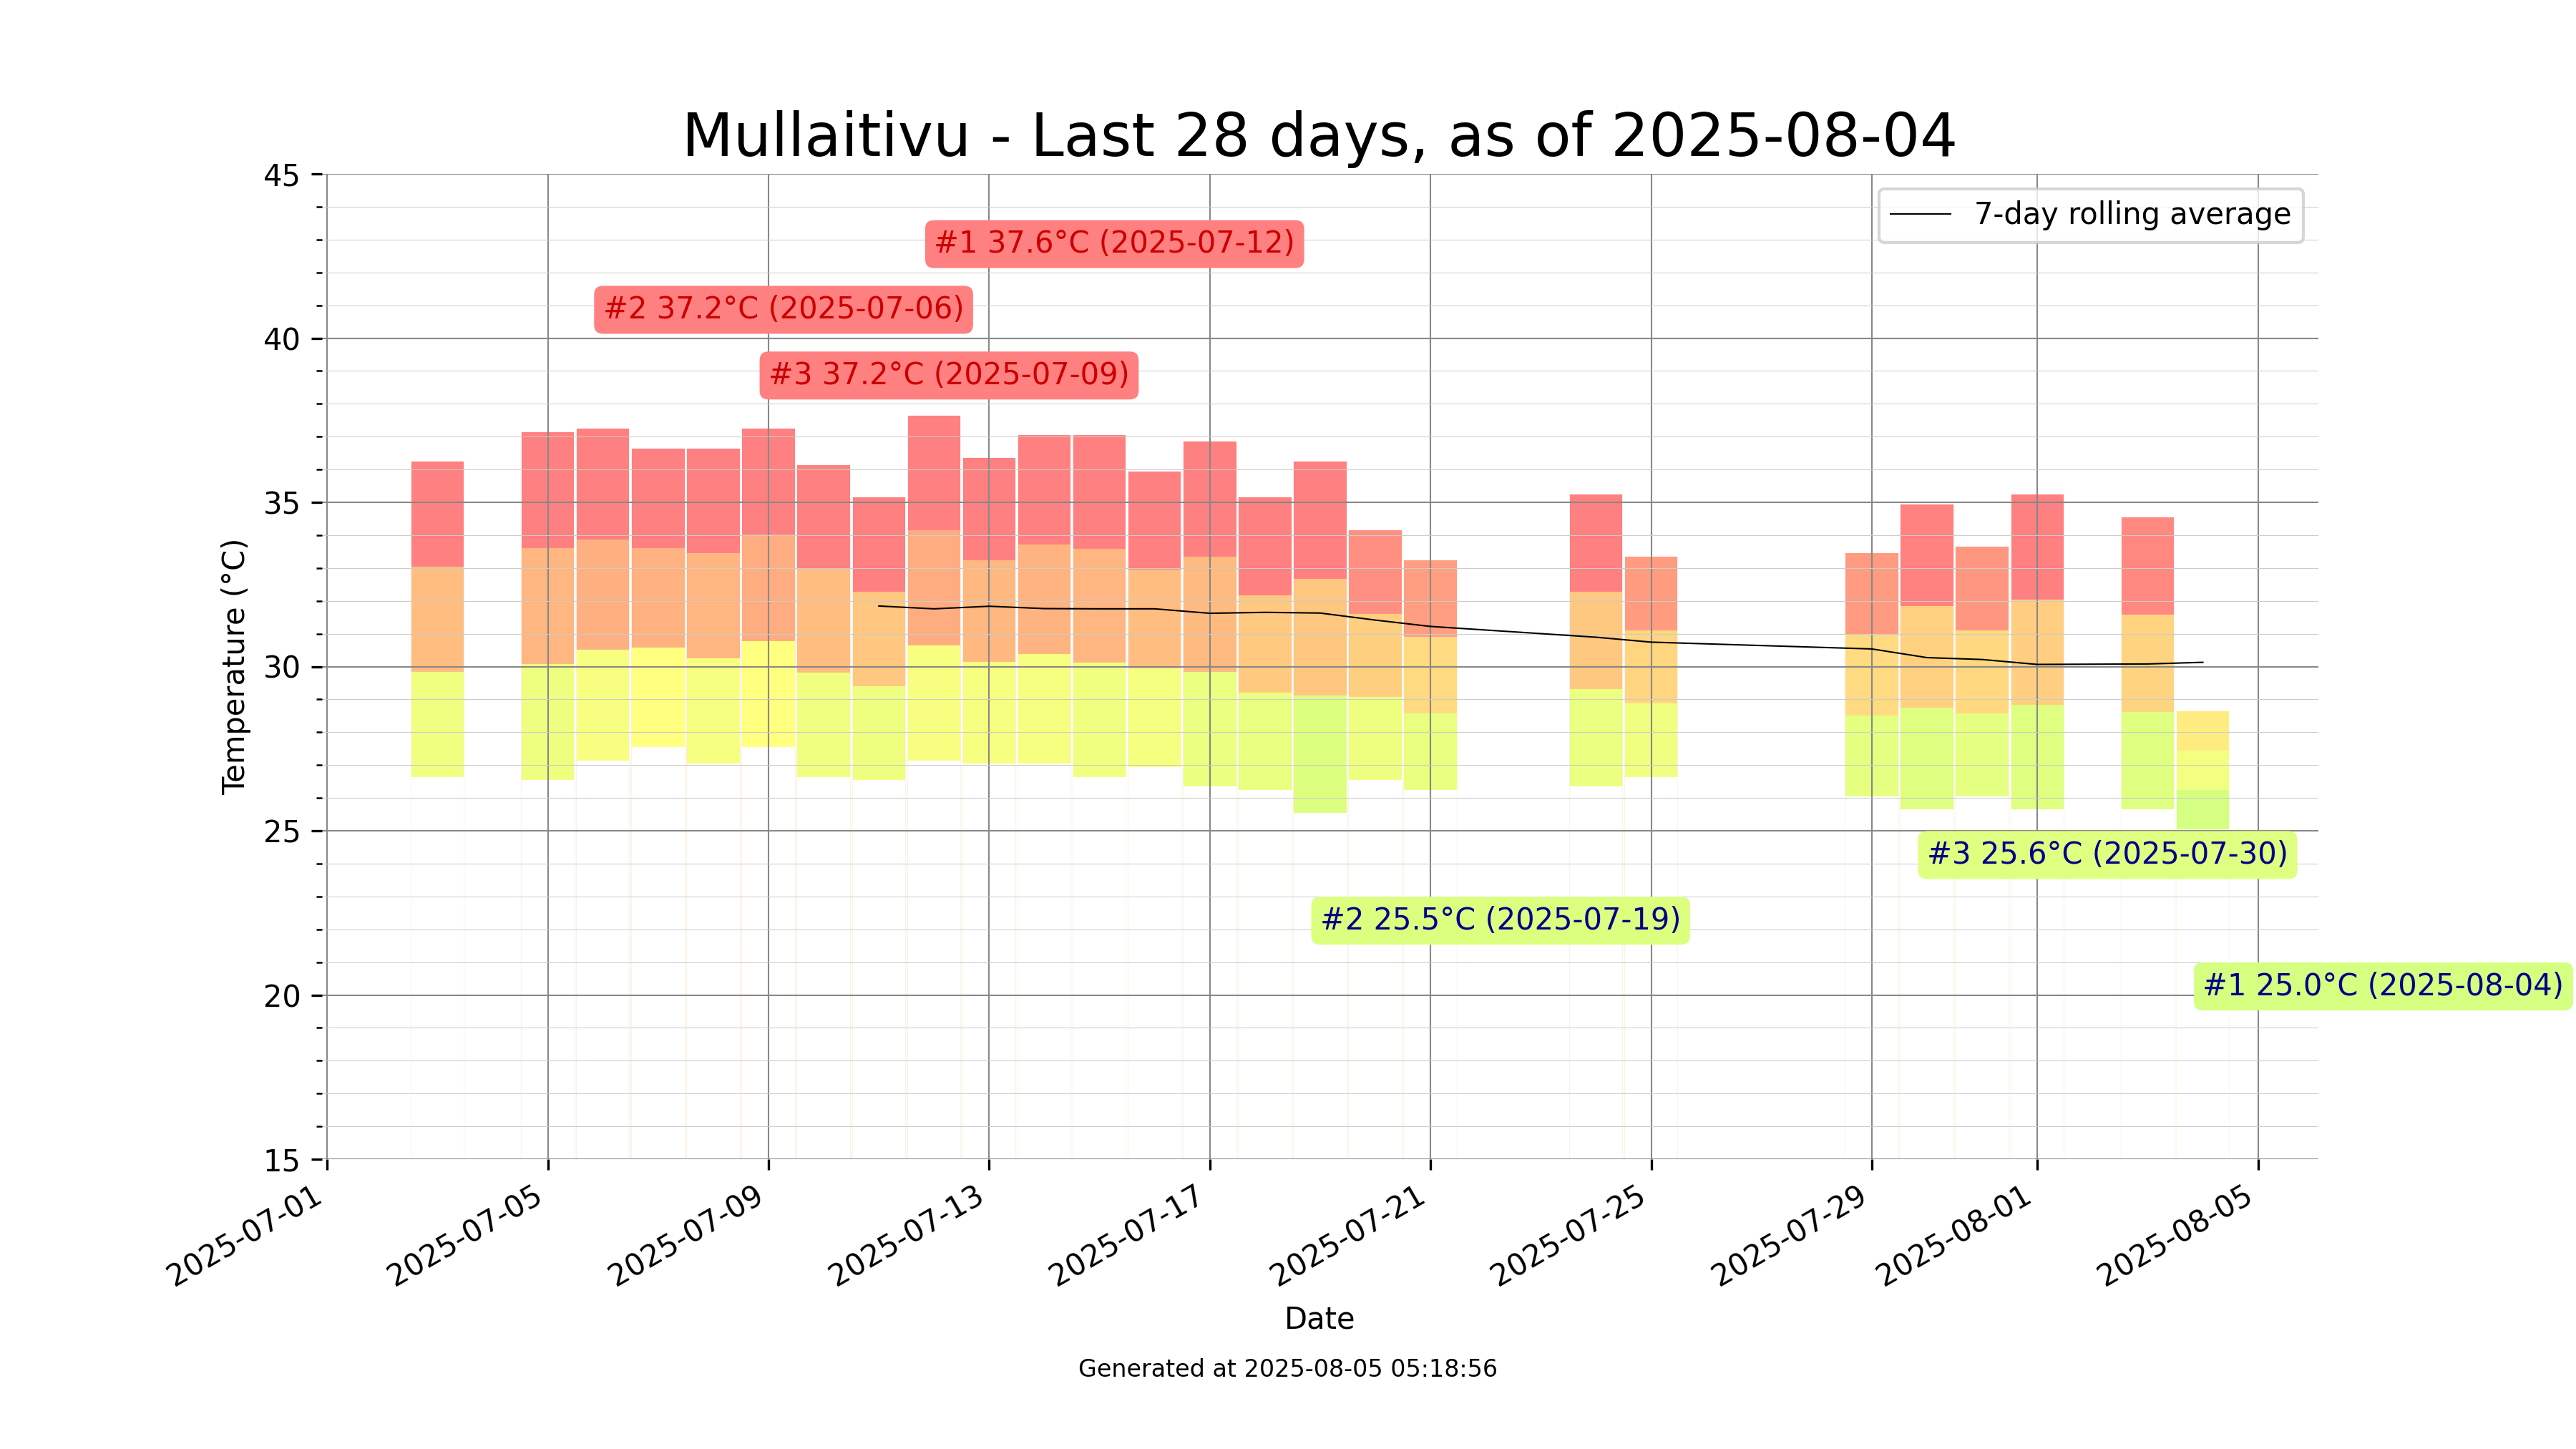 Mullaitivu - Last 28 days, as of 2025-08-04
7-day rolling average
#1 37.6°C (2025-07-12)
#2 37.2°C (2025-07-06)
#3 37.2°C (2025-07-09)
#3 25.6°C (2025-07-30)
#2 25.5°C (2025-07-19)
#1 25.0°C (2025-08-04)
Temperature (°C)
45
40
35
30
25
20
15
2025-07-01
2025-07-05
2025-07-09
2025-07-13
2025-07-17
2025-07-21
2025-07-25
2025-07-29
2025-08-01
2025-08-05
Date
Generated at 2025-08-05 05:18:56